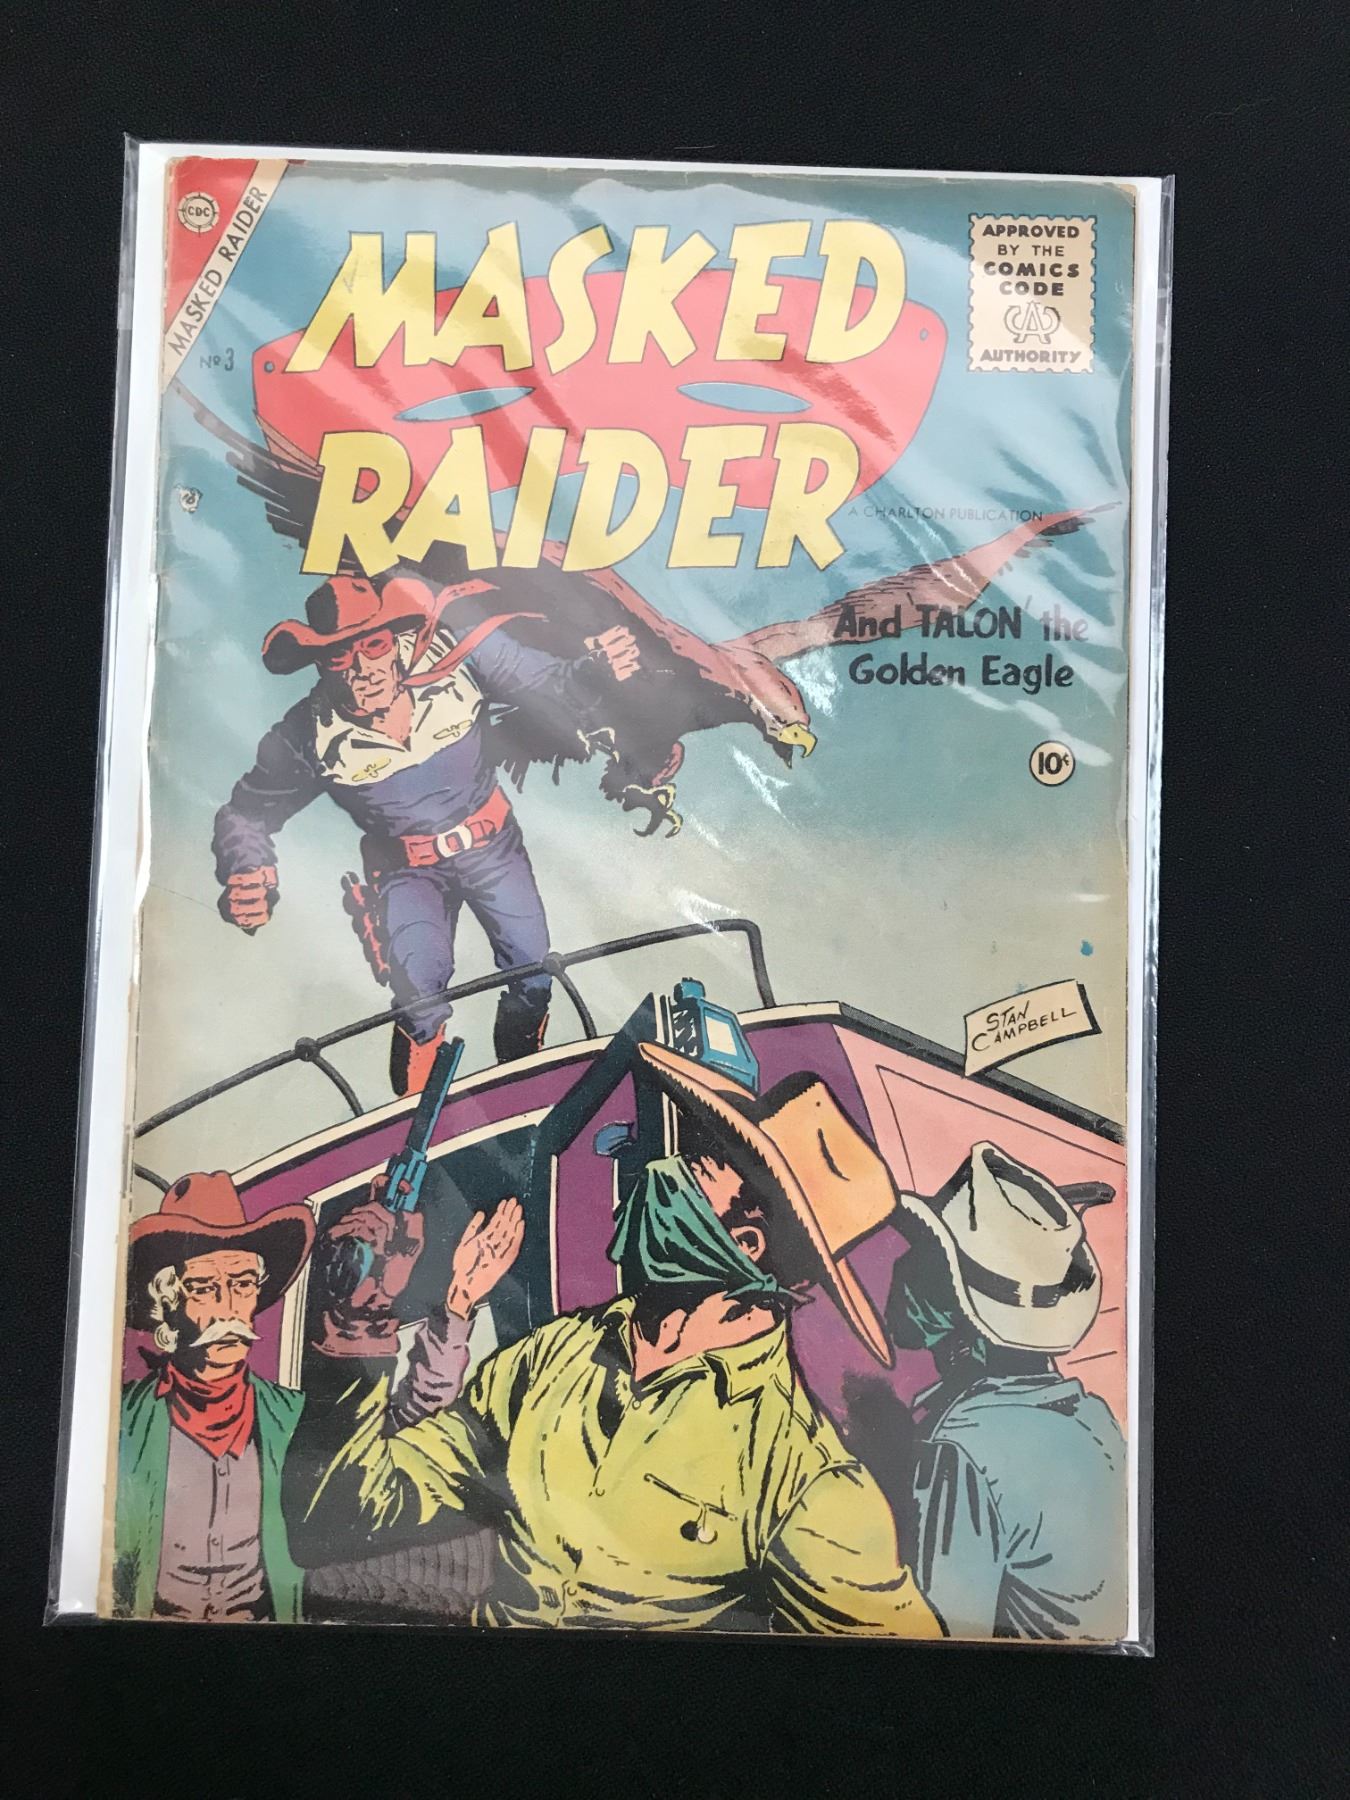 CDC
MASKED RAIDER
No 3
MASKED
RAIDER
APPROVED
BY THE
COMICS
CODE
CA
AUTHORITY
A CHARLTON PUBLICATION
And 'TALON' the
Golden Eagle
10¢
STAN
CAMPBELL